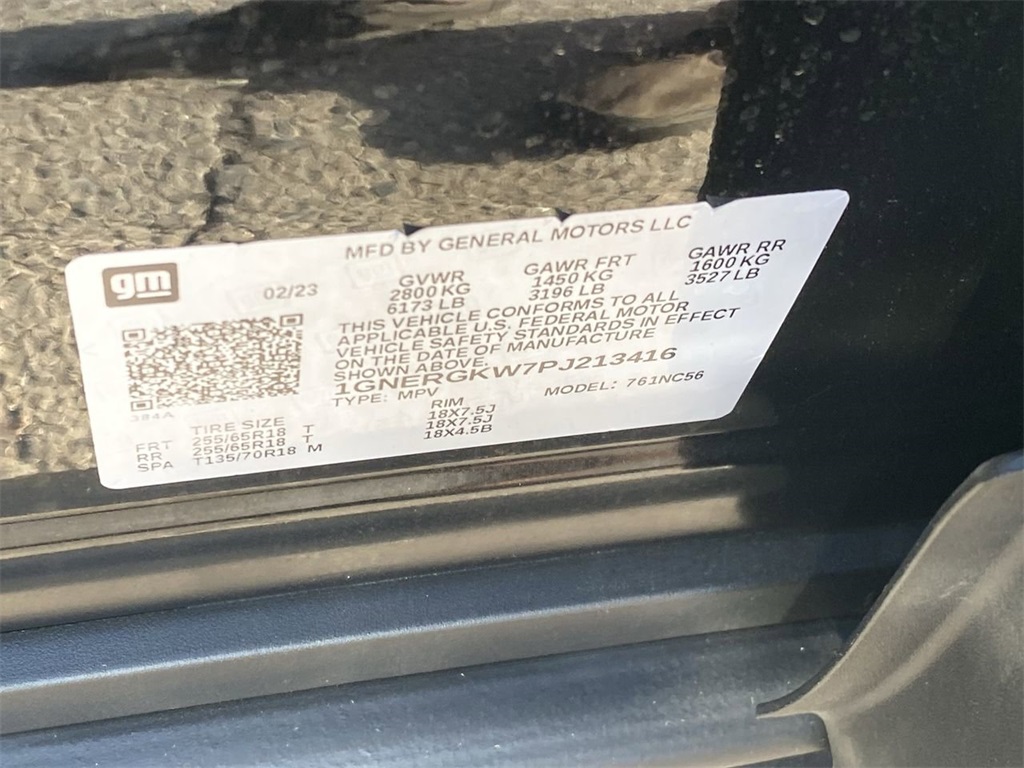 MFD BY GENERAL MOTORS LLC
gm
02/23
GVWR GAWR FRT GAWR RR
2800 KG 1450 KG 1600 KG
6173 LB 3196 LB 3527 LB
THIS VEHICLE CONFORMS TO ALL
APPLICABLE U.S. FEDERAL MOTOR
VEHICLE SAFETY STANDARDS IN EFFECT
ON THE DATE OF MANUFACTURE
SHOWN ABOVE.
1GNERGKW7PJ213416
TYPE: MPV MODEL: 761NC56
384A
TIRE SIZE RIM
FRT 255/65R18 T 18X7.5J
RR 255/65R18 T 18X7.5J
SPA T135/70R18 M 18X4.5B